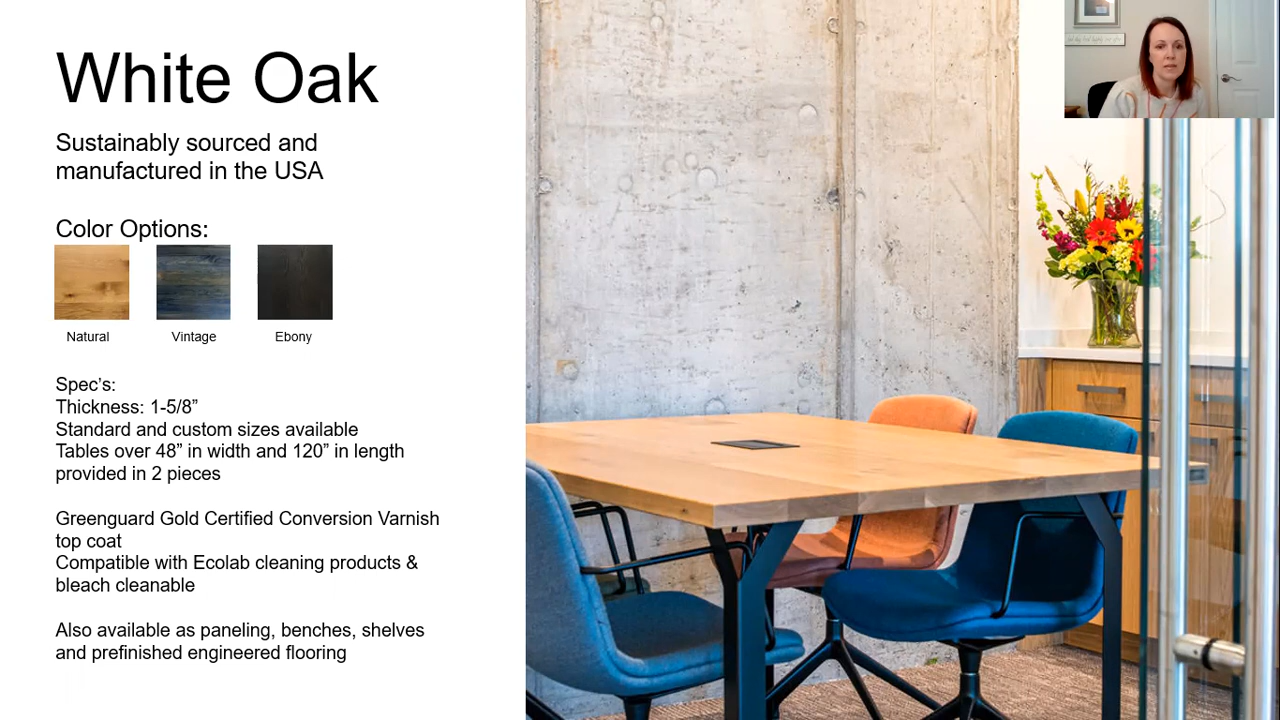 White Oak
Sustainably sourced and
manufactured in the USA
Color Options:
Natural
Vintage
Ebony
Spec’s:
Thickness: 1-5/8”
Standard and custom sizes available
Tables over 48” in width and 120” in length
provided in 2 pieces
Greenguard Gold Certified Conversion Varnish
top coat
Compatible with Ecolab cleaning products &
bleach cleanable
Also available as paneling, benches, shelves
and prefinished engineered flooring